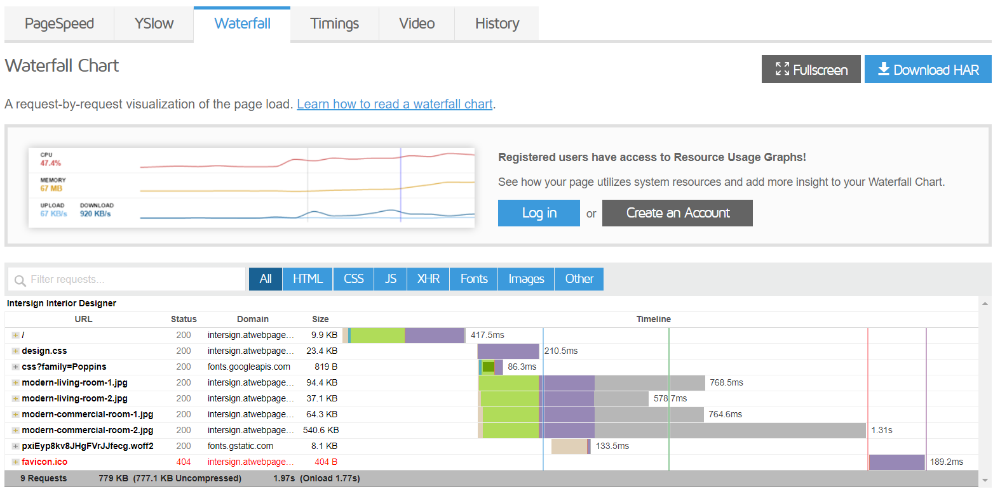 PageSpeed YSlow Waterfall Timings Video History
Waterfall Chart
Fullscreen Download HAR
A request-by-request visualization of the page load. Learn how to read a waterfall chart.
CPU
47.4%
MEMORY
67 MB
UPLOAD DOWNLOAD
67 KB/s 920 KB/s
Registered users have access to Resource Usage Graphs!
See how your page utilizes system resources and add more insight to your Waterfall Chart.
Log in or Create an Account
Filter requests... All HTML CSS JS XHR Fonts Images Other
Intersign Interior Designer
URL Status Domain Size Timeline
/ 200 intersign.atwebpage... 9.9 KB 417.5ms
design.css 200 intersign.atwebpage... 23.4 KB 210.5ms
css?family=Poppins 200 fonts.googleapis.com 819 B 86.3ms
modern-living-room-1.jpg 200 intersign.atwebpage... 94.4 KB 768.5ms
modern-living-room-2.jpg 200 intersign.atwebpage... 37.1 KB 578.7ms
modern-commercial-room-1.jpg 200 intersign.atwebpage... 64.3 KB 764.6ms
modern-commercial-room-2.jpg 200 intersign.atwebpage... 540.6 KB 1.31s
pxiEyp8kv8JHgFVrJJfecg.woff2 200 fonts.gstatic.com 8.1 KB 133.5ms
favicon.ico 404 intersign.atwebpage... 404 B 189.2ms
9 Requests 779 KB (777.1 KB Uncompressed) 1.97s (Onload 1.77s)